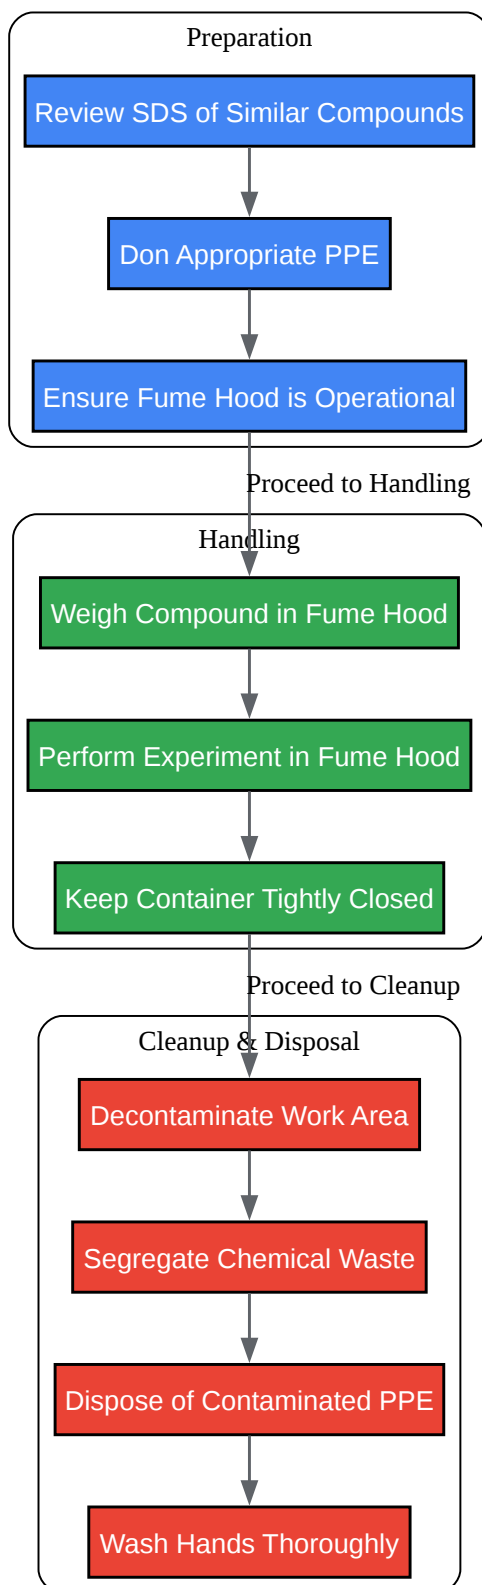 Preparation
Review SDS of Similar Compounds
Don Appropriate PPE
Ensure Fume Hood is Operational
Proceed to Handling
Handling
Weigh Compound in Fume Hood
Perform Experiment in Fume Hood
Keep Container Tightly Closed
Proceed to Cleanup
Cleanup & Disposal
Decontaminate Work Area
Segregate Chemical Waste
Dispose of Contaminated PPE
Wash Hands Thoroughly